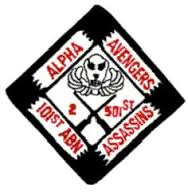 ALPHA
AVENGERS
2 501ST
101ST ABN
ASSASSINS